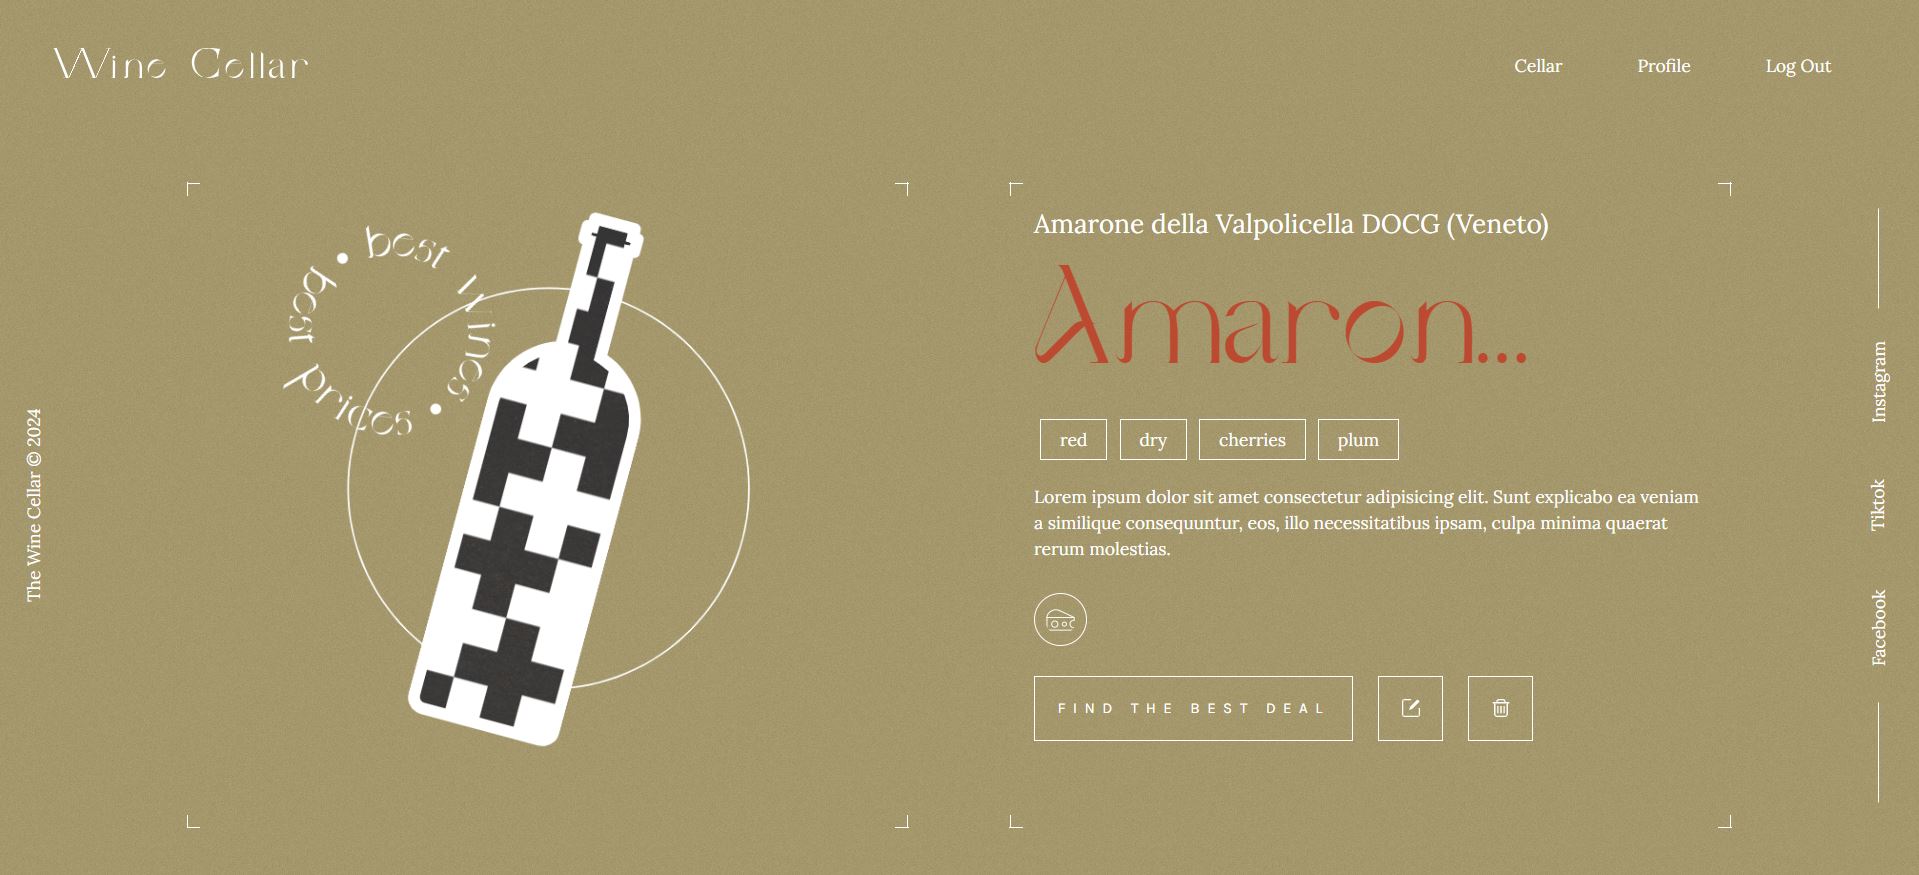 Wine Cellar
Cellar
Profile
Log Out
The Wine Cellar © 2024
best Wines • best prices •
Amarone della Valpolicella DOCG (Veneto)
Amaron...
red
dry
cherries
plum
Lorem ipsum dolor sit amet consectetur adipisicing elit. Sunt explicabo ea veniam
a similique consequuntur, eos, illo necessitatibus ipsam, culpa minima quaerat
rerum molestias.
FIND THE BEST DEAL
Instagram
Tiktok
Facebook